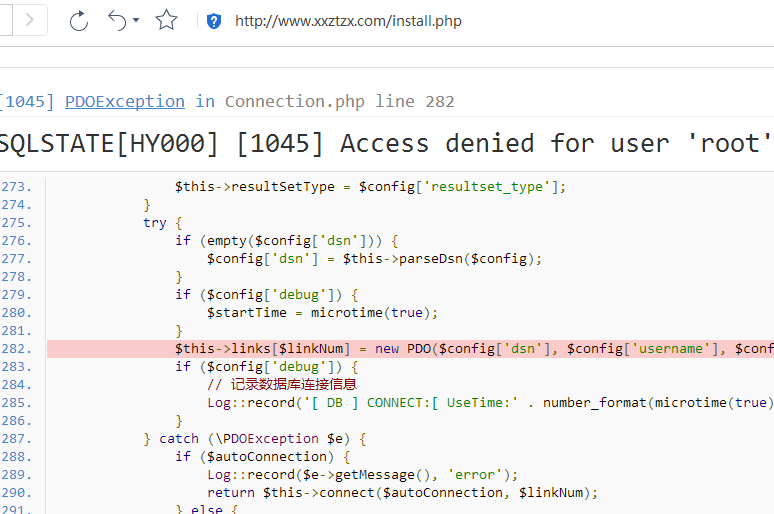 http://www.xxztzx.com/install.php
[1045] PDOException in Connection.php line 282
SQLSTATE[HY000] [1045] Access denied for user 'root'
273. $this->resultSetType = $config['resultset_type'];
274. }
275. try {
276. if (empty($config['dsn'])) {
277. $config['dsn'] = $this->parseDsn($config);
278. }
279. if ($config['debug']) {
280. $startTime = microtime(true);
281. }
282. $this->links[$linkNum] = new PDO($config['dsn'], $config['username'], $conf
283. if ($config['debug']) {
284. // 记录数据库连接信息
285. Log::record('[ DB ] CONNECT:[ UseTime:' . number_format(microtime(true)
286. }
287. } catch (\PDOException $e) {
288. if ($autoConnection) {
289. Log::record($e->getMessage(), 'error');
290. return $this->connect($autoConnection, $linkNum);
291. } else {